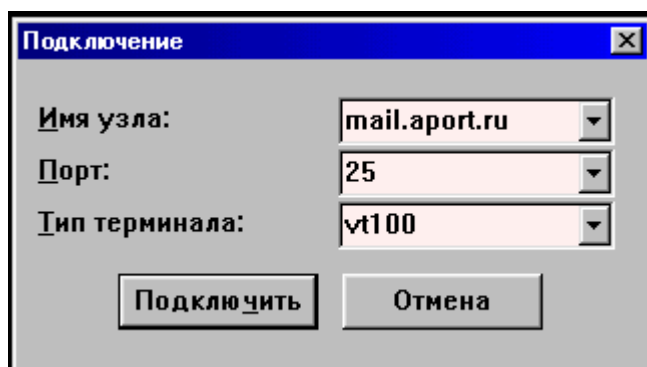 Подключение
Имя узла: mail.aport.ru
Порт: 25
Тип терминала: vt100
Подключить Отмена